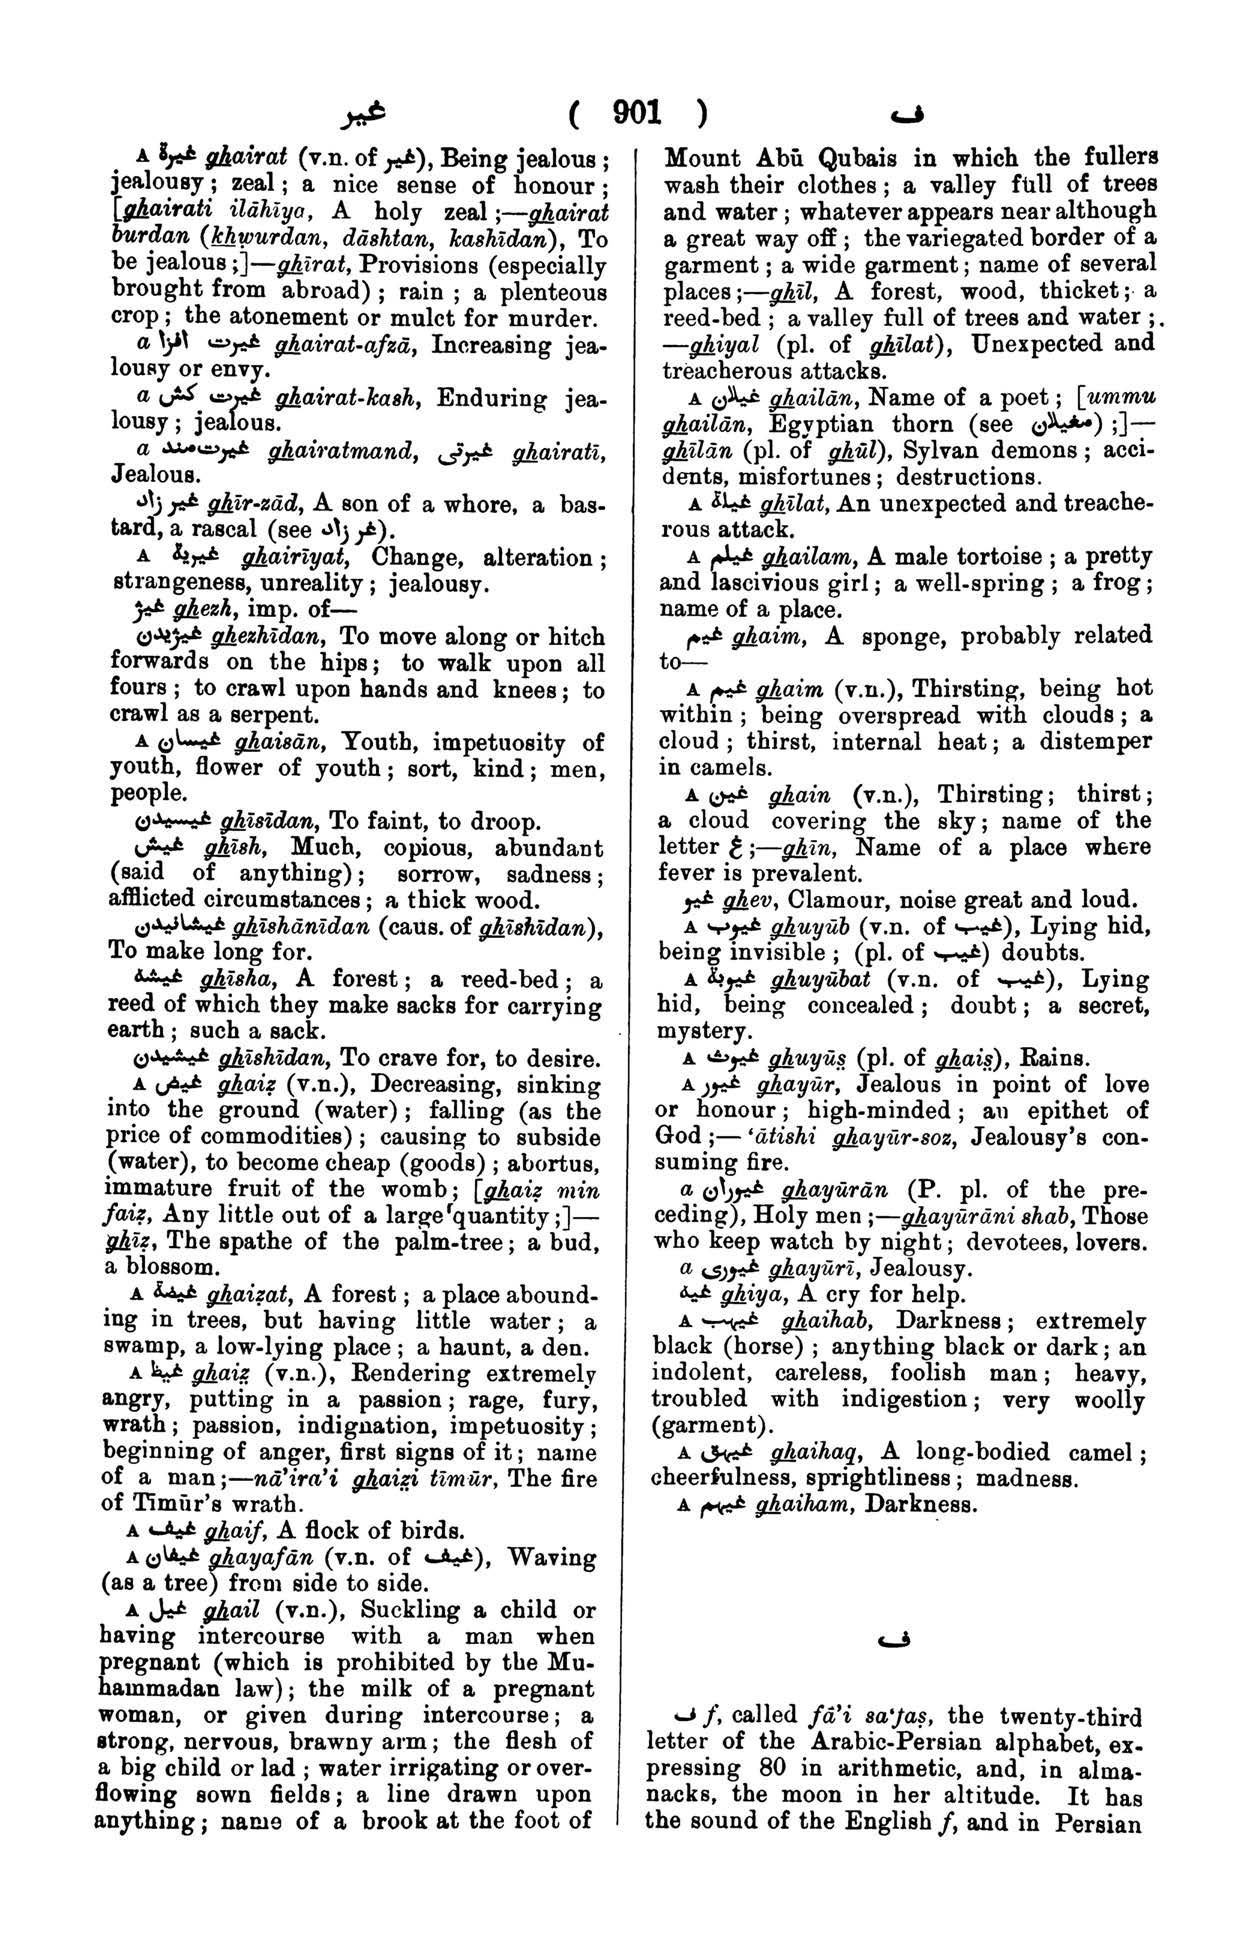 غير ( 901 ) ف
A غيرة ghairat (v.n. of غير), Being jealous;
jealousy; zeal; a nice sense of honour;
[ghairati ilāhīya, A holy zeal;—ghairat
burdan (khwurdan, dāshtan, kashīdan), To
be jealous;]—ghīrat, Provisions (especially
brought from abroad); rain; a plenteous
crop; the atonement or mulct for murder.
a غيرت افزا ghairat-afzā, Increasing jea-
lousy or envy.
a غيرت كش ghairat-kash, Enduring jea-
lousy; jealous.
a غيرتمند ghairatmand, غيرتى ghairatī,
Jealous.
غير زاد ghīr-zād, A son of a whore, a bas-
tard, a rascal (see غر زاد).
A غيرية ghairīyat, Change, alteration;
strangeness, unreality; jealousy.
غيژ ghezh, imp. of—
غيژيدن ghezhīdan, To move along or hitch
forwards on the hips; to walk upon all
fours; to crawl upon hands and knees; to
crawl as a serpent.
A غيسان ghaisān, Youth, impetuosity of
youth, flower of youth; sort, kind; men,
people.
غيسيدن ghīsīdan, To faint, to droop.
غيش ghīsh, Much, copious, abundant
(said of anything); sorrow, sadness;
afflicted circumstances; a thick wood.
غيشانيدن ghīshānīdan (caus. of ghīshīdan),
To make long for.
غيشه ghīsha, A forest; a reed-bed; a
reed of which they make sacks for carrying
earth; such a sack.
غيشيدن ghīshīdan, To crave for, to desire.
A غيض ghaiẓ (v.n.), Decreasing, sinking
into the ground (water); falling (as the
price of commodities); causing to subside
(water), to become cheap (goods); abortus,
immature fruit of the womb; [ghaiẓ min
faiẓ, Any little out of a large quantity;]—
ghīẓ, The spathe of the palm-tree; a bud,
a blossom.
A غيضة ghaiẓat, A forest; a place abound-
ing in trees, but having little water; a
swamp, a low-lying place; a haunt, a den.
A غيظ ghaiz̤ (v.n.), Rendering extremely
angry, putting in a passion; rage, fury,
wrath; passion, indignation, impetuosity;
beginning of anger, first signs of it; name
of a man;—nā'ira'i ghaiz̤i tīmūr, The fire
of Tīmūr's wrath.
A غيف ghaif, A flock of birds.
A غيفان ghayafān (v.n. of غيف), Waving
(as a tree) from side to side.
A غيل ghail (v.n.), Suckling a child or
having intercourse with a man when
pregnant (which is prohibited by the Mu-
hammadan law); the milk of a pregnant
woman, or given during intercourse; a
strong, nervous, brawny arm; the flesh of
a big child or lad; water irrigating or over-
flowing sown fields; a line drawn upon
anything; name of a brook at the foot of
Mount Abū Qubais in which the fullers
wash their clothes; a valley full of trees
and water; whatever appears near although
a great way off; the variegated border of a
garment; a wide garment; name of several
places;—ghīl, A forest, wood, thicket; a
reed-bed; a valley full of trees and water;
—ghiyal (pl. of ghīlat), Unexpected and
treacherous attacks.
A غيلان ghailān, Name of a poet; [ummu
ghailān, Egyptian thorn (see مغيلان);]—
ghīlān (pl. of ghūl), Sylvan demons; acci-
dents, misfortunes; destructions.
A غيلة ghīlat, An unexpected and treache-
rous attack.
A غيلم ghailam, A male tortoise; a pretty
and lascivious girl; a well-spring; a frog;
name of a place.
غيم ghaim, A sponge, probably related
to—
A غيم ghaim (v.n.), Thirsting, being hot
within; being overspread with clouds; a
cloud; thirst, internal heat; a distemper
in camels.
A غين ghain (v.n.), Thirsting; thirst;
a cloud covering the sky; name of the
letter غ;—ghīn, Name of a place where
fever is prevalent.
غيو ghev, Clamour, noise great and loud.
A غيوب ghuyūb (v.n. of غيب), Lying hid,
being invisible; (pl. of غيب) doubts.
A غيوبة ghuyūbat (v.n. of غيب), Lying
hid, being concealed; doubt; a secret,
mystery.
A غيوث ghuyūs̤ (pl. of ghais̤), Rains.
A غيور ghayūr, Jealous in point of love
or honour; high-minded; an epithet of
God;—‘ātishi ghayūr-soz, Jealousy's con-
suming fire.
a غيوران ghayūrān (P. pl. of the pre-
ceding), Holy men;—ghayūrāni shab, Those
who keep watch by night; devotees, lovers.
a غيورى ghayūrī, Jealousy.
غيه ghiya, A cry for help.
A غيهب ghaihab, Darkness; extremely
black (horse); anything black or dark; an
indolent, careless, foolish man; heavy,
troubled with indigestion; very woolly
(garment).
A غيهق ghaihaq, A long-bodied camel;
cheerfulness, sprightliness; madness.
A غيهم ghaiham, Darkness.
ف
ف f, called fā'i sa‘faṣ, the twenty-third
letter of the Arabic-Persian alphabet, ex-
pressing 80 in arithmetic, and, in alma-
nacks, the moon in her altitude. It has
the sound of the English f, and in Persian